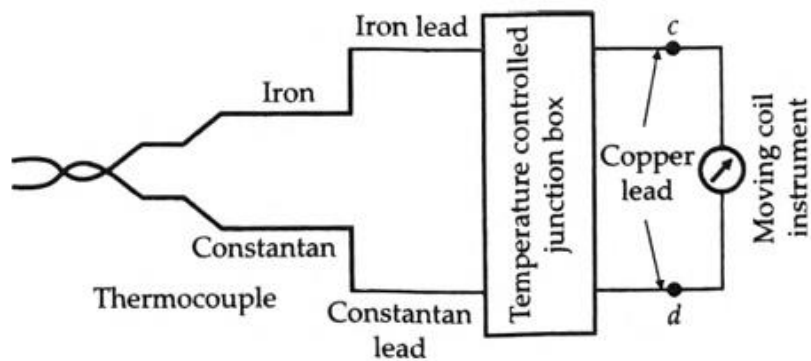 Iron lead
c
Iron
Temperature controlled
junction box
Copper
lead
Moving coil
instrument
Constantan
Thermocouple
Constantan
lead
d